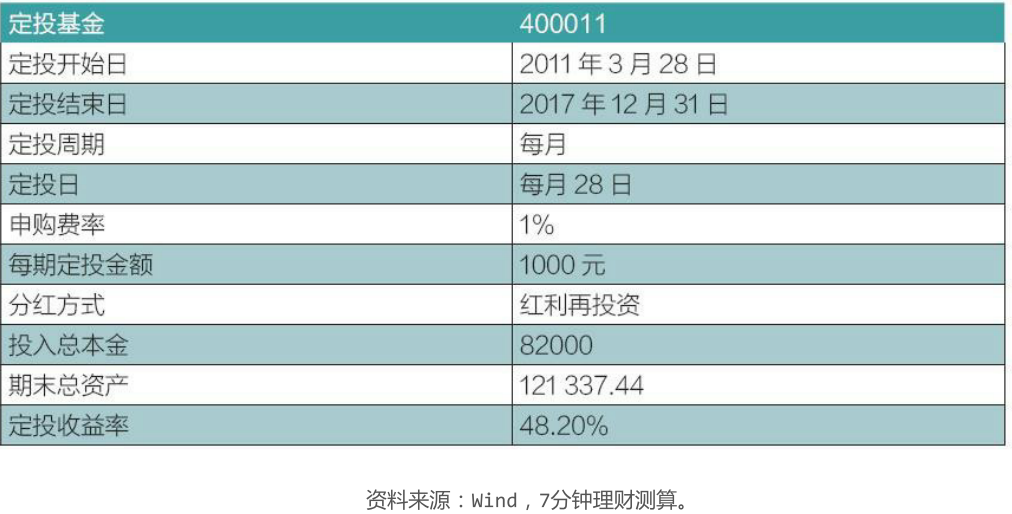 定投基金 400011
定投开始日 2011 年 3 月 28 日
定投结束日 2017 年 12 月 31 日
定投周期 每月
定投日 每月 28 日
申购费率 1%
每期定投金额 1000 元
分红方式 红利再投资
投入总本金 82000
期末总资产 121 337.44
定投收益率 48.20%
资料来源：Wind，7分钟理财测算。